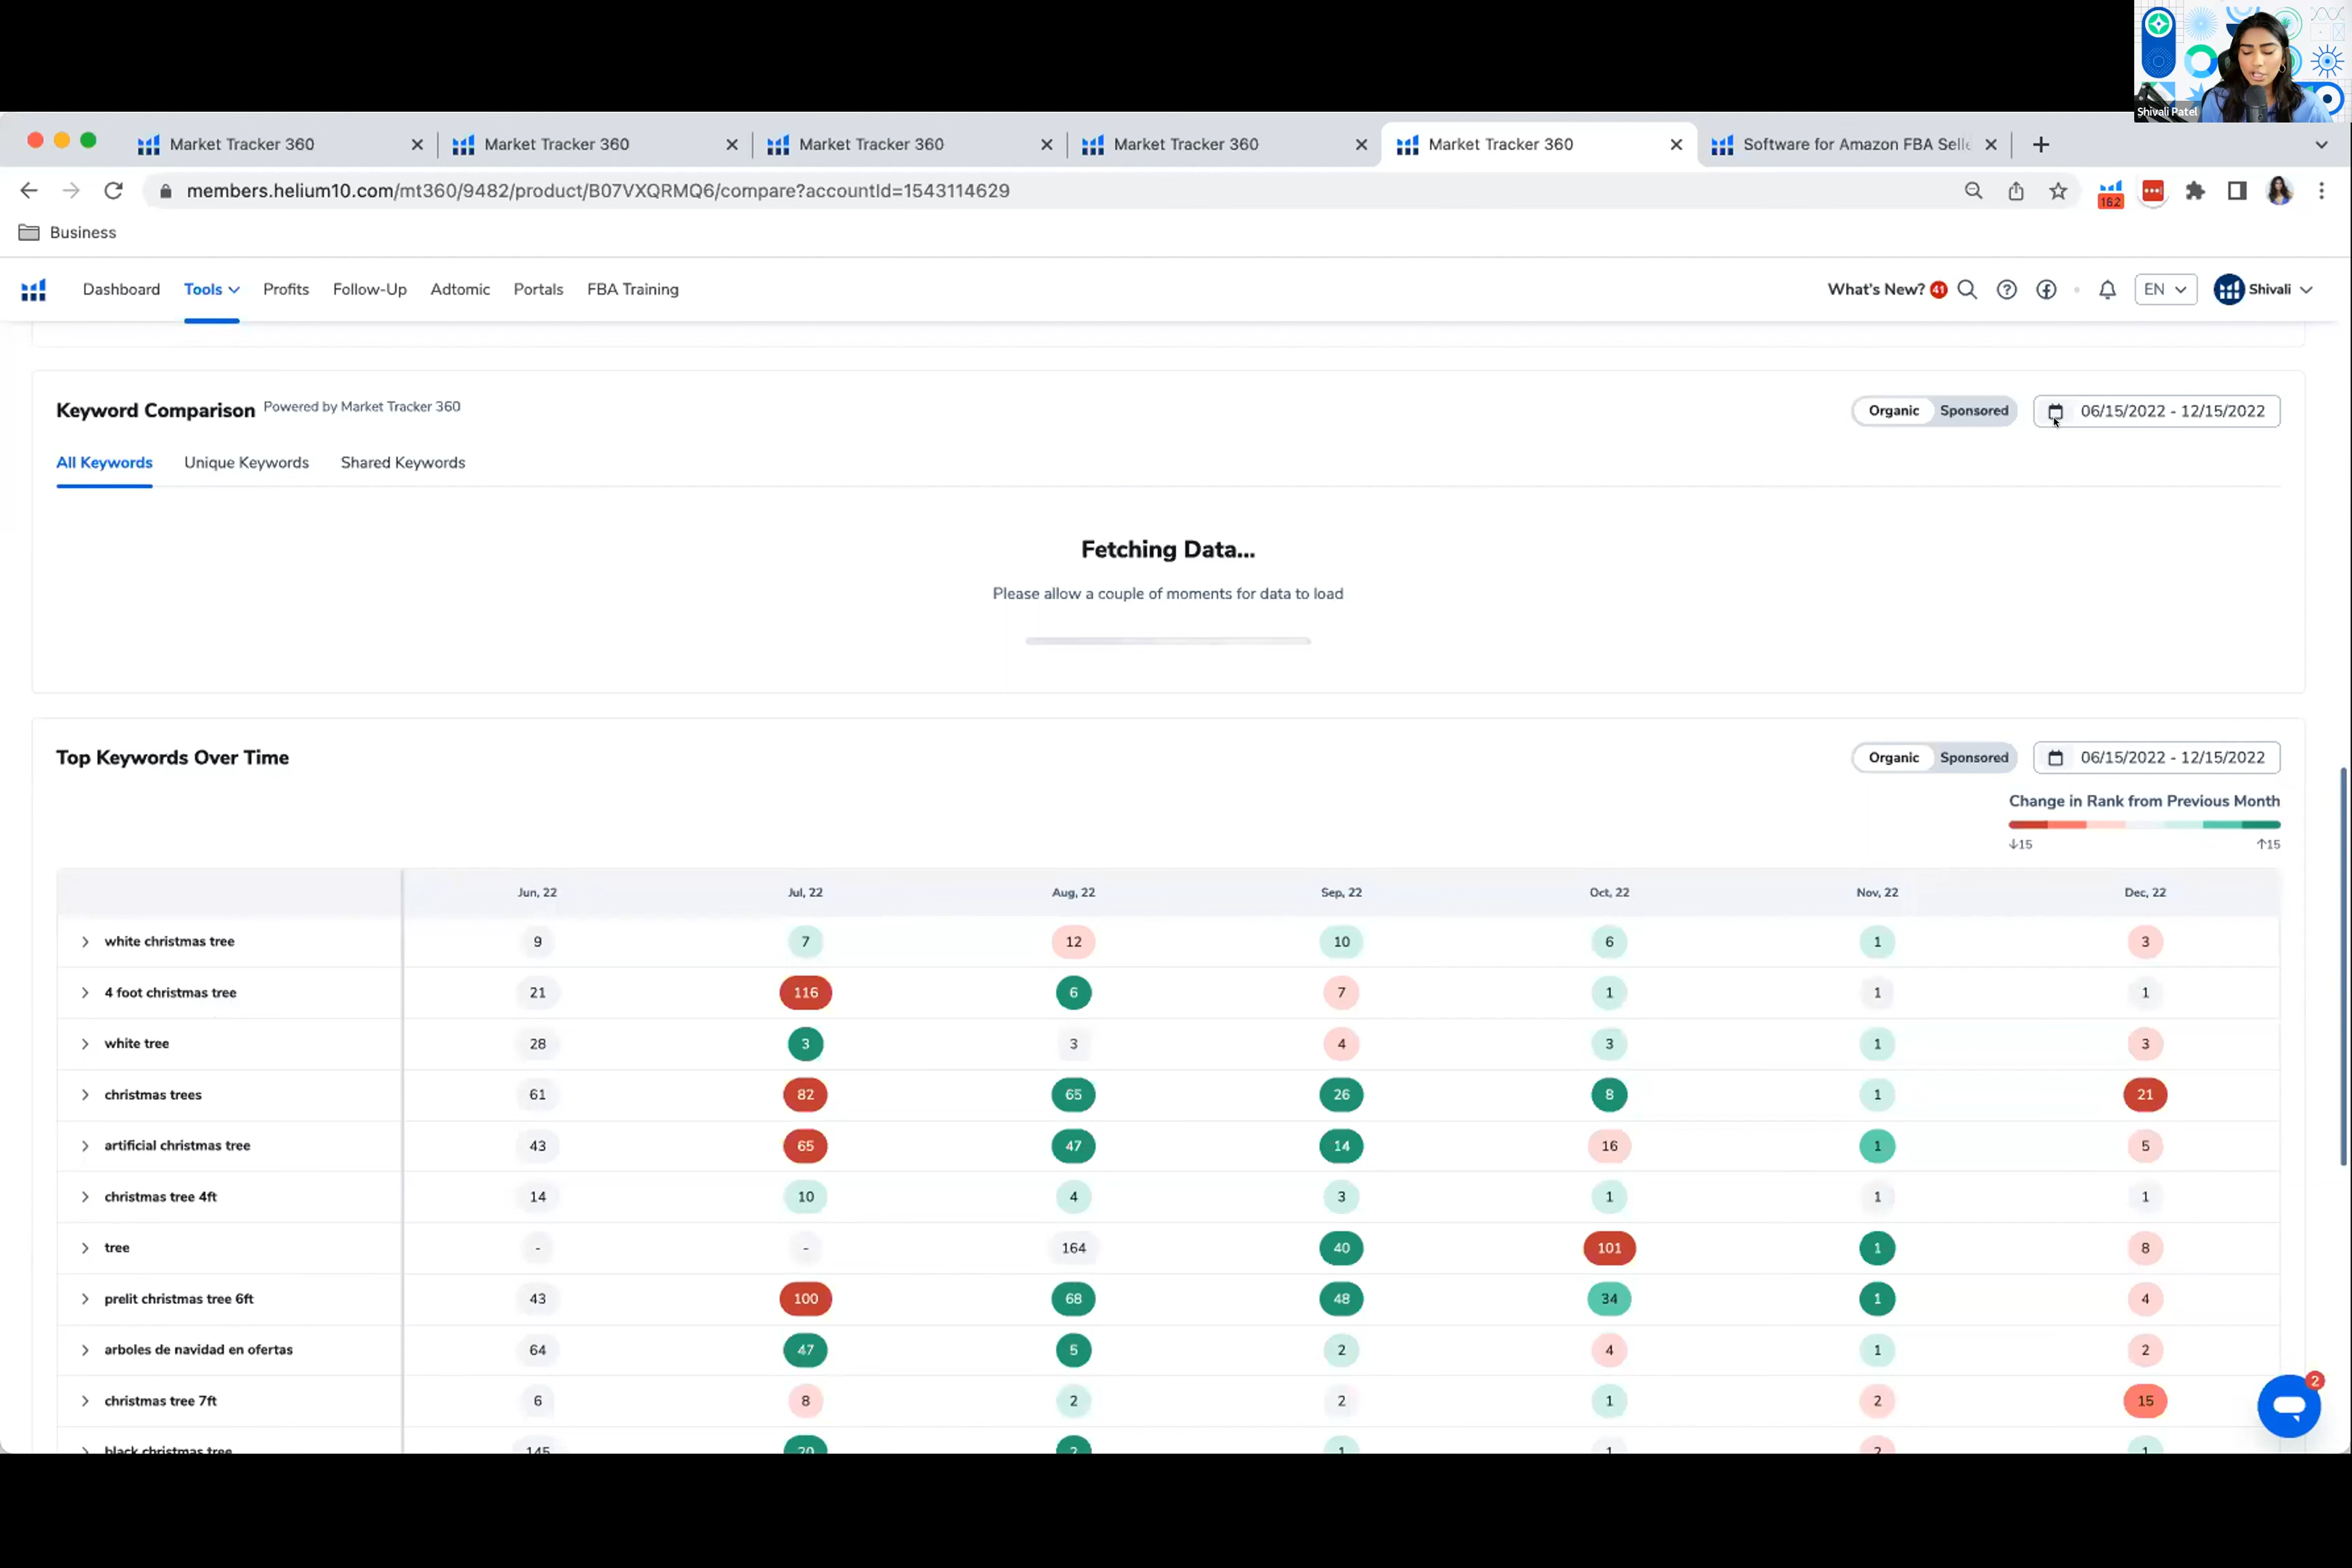 Shivali Patel
Market Tracker 360
Market Tracker 360
Market Tracker 360
Market Tracker 360
Market Tracker 360
Software for Amazon FBA Selle
members.helium10.com/mt360/9482/product/B07VXQRMQ6/compare?accountId=1543114629
162
Business
Dashboard Tools Profits Follow-Up Adtomic Portals FBA Training What's New? 41 EN Shivali
Keyword Comparison Powered by Market Tracker 360 Organic Sponsored 06/15/2022 - 12/15/2022
All Keywords Unique Keywords Shared Keywords
Fetching Data...
Please allow a couple of moments for data to load
Top Keywords Over Time Organic Sponsored 06/15/2022 - 12/15/2022
Change in Rank from Previous Month
↓15 ↑15
Jun, 22 Jul, 22 Aug, 22 Sep, 22 Oct, 22 Nov, 22 Dec, 22
white christmas tree 9 7 12 10 6 1 3
4 foot christmas tree 21 116 6 7 1 1 1
white tree 28 3 3 4 3 1 3
christmas trees 61 82 65 26 8 1 21
artificial christmas tree 43 65 47 14 16 1 5
christmas tree 4ft 14 10 4 3 1 1 1
tree - - 164 40 101 1 8
prelit christmas tree 6ft 43 100 68 48 34 1 4
arboles de navidad en ofertas 64 47 5 2 4 1 2
christmas tree 7ft 6 8 2 2 1 2 15
black christmas tree 145 20 2 1 1 2 1
2